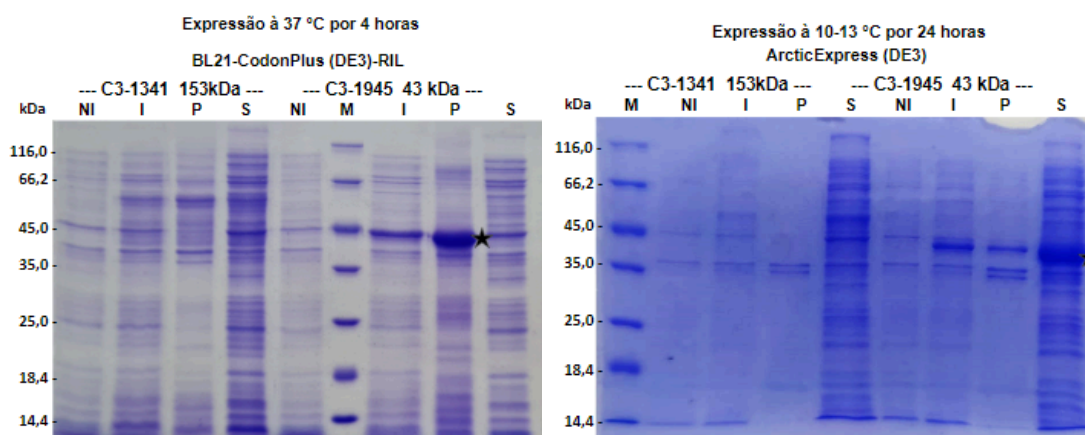 Expressão à 37 ºC por 4 horas
BL21-CodonPlus (DE3)-RIL
--- C3-1341 153kDa --- --- C3-1945 43 kDa ---
kDa NI I P S NI M I P S
116,0 -
66,2 -
45,0 -
35,0 -
25,0 -
18,4 -
14,4 -
Expressão à 10-13 ºC por 24 horas
ArcticExpress (DE3)
--- C3-1341 153kDa --- --- C3-1945 43 kDa ---
kDa M NI I P S NI I P S
116,0 -
66,2 -
45,0 -
35,0 -
25,0 -
18,4 -
14,4 -